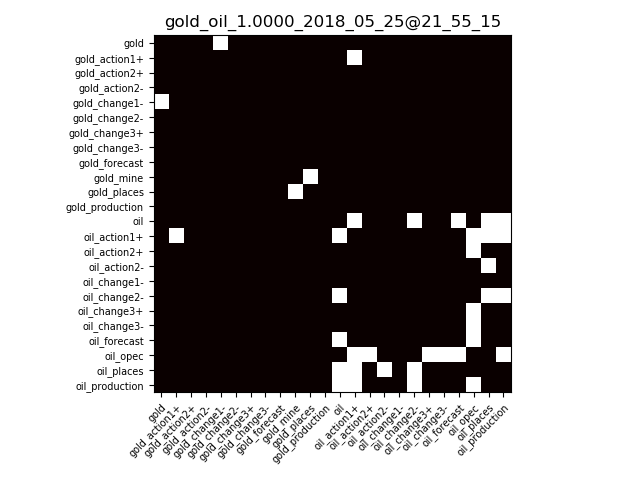 gold_oil_1.0000_2018_05_25@21_55_15
gold
gold_action1+
gold_action2+
gold_action2-
gold_change1-
gold_change2-
gold_change3+
gold_change3-
gold_forecast
gold_mine
gold_places
gold_production
oil
oil_action1+
oil_action2+
oil_action2-
oil_change1-
oil_change2-
oil_change3+
oil_change3-
oil_forecast
oil_opec
oil_places
oil_production
gold
gold_action1+
gold_action2+
gold_action2-
gold_change1-
gold_change2-
gold_change3+
gold_change3-
gold_forecast
gold_mine
gold_places
gold_production
oil
oil_action1+
oil_action2+
oil_action2-
oil_change1-
oil_change2-
oil_change3+
oil_change3-
oil_forecast
oil_opec
oil_places
oil_production